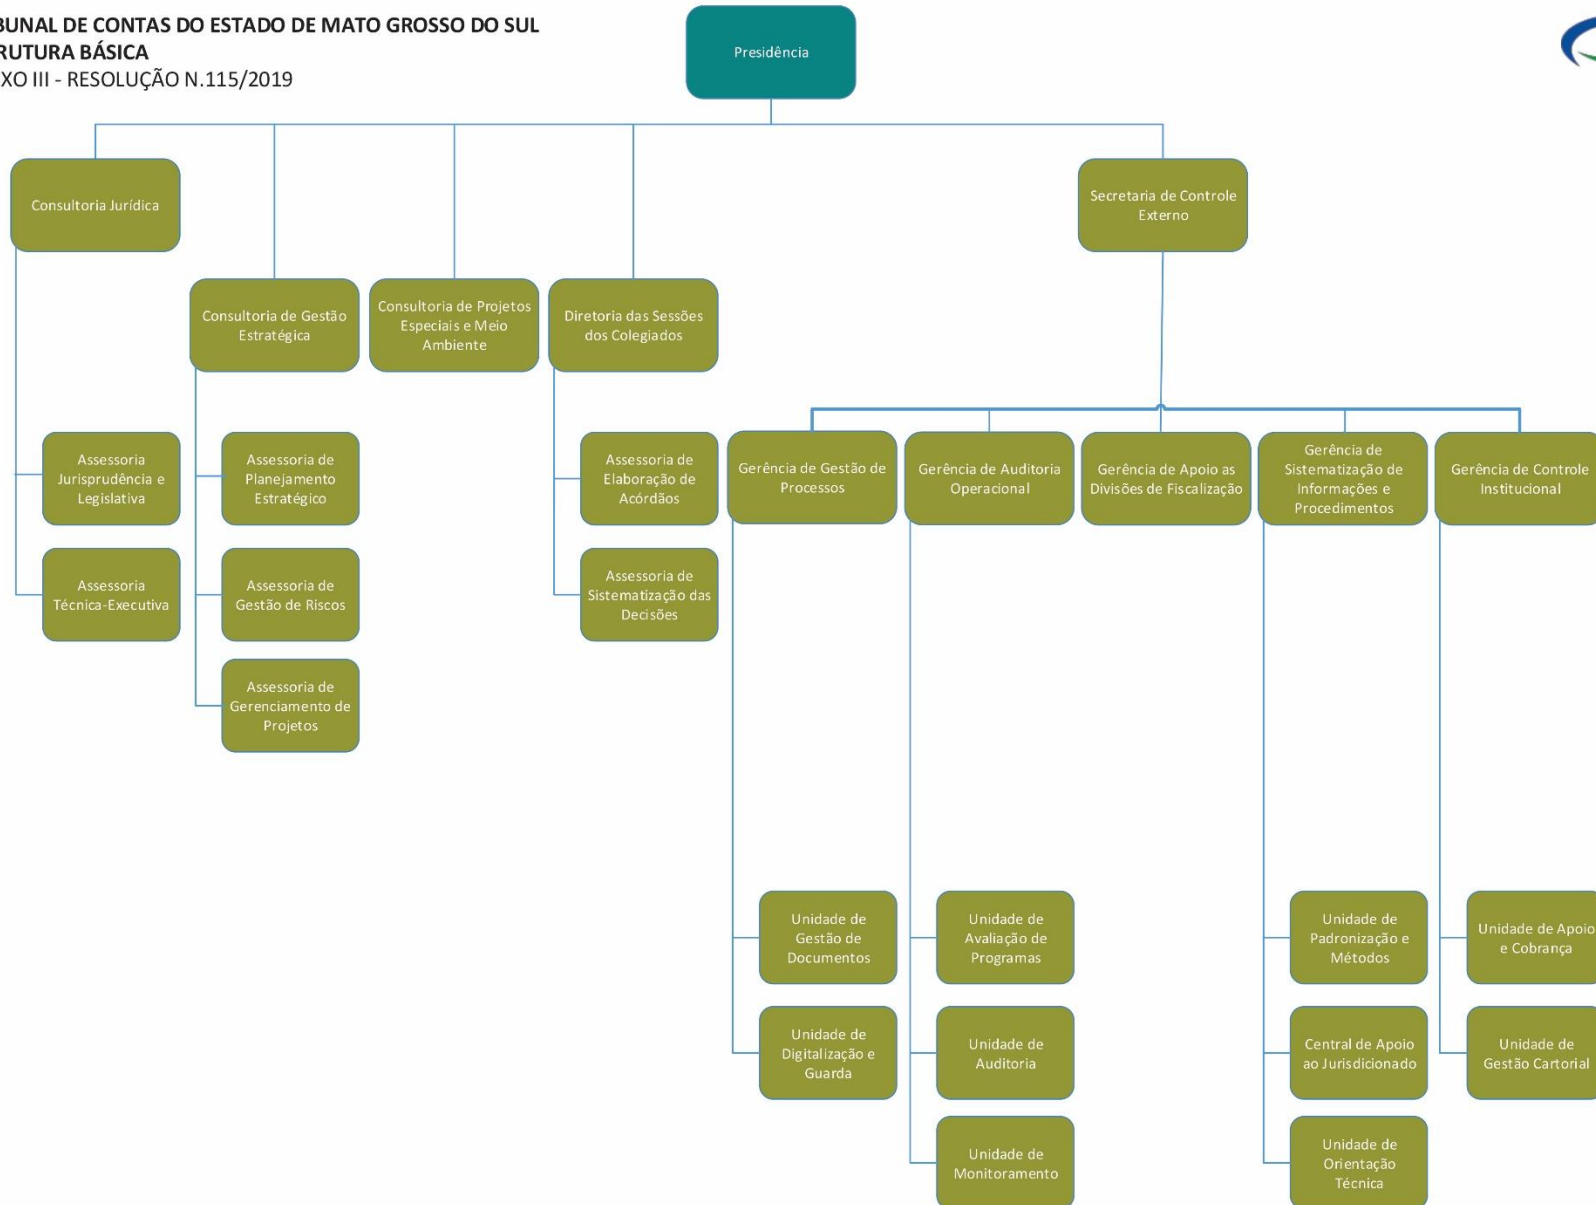 BUNAL DE CONTAS DO ESTADO DE MATO GROSSO DO SUL
RUTURA BÁSICA
XO III - RESOLUÇÃO N.115/2019
Presidência
Consultoria Jurídica
Secretaria de Controle
Externo
Consultoria de Gestão
Estratégica
Consultoria de Projetos
Especiais e Meio
Ambiente
Diretoria das Sessões
dos Colegiados
Assessoria
Jurisprudência e
Legislativa
Assessoria de
Planejamento
Estratégico
Assessoria de
Elaboração de
Acórdãos
Gerência de Gestão de
Processos
Gerência de Auditoria
Operacional
Gerência de Apoio as
Divisões de Fiscalização
Gerência de
Sistematização de
Informações e
Procedimentos
Gerência de Controle
Institucional
Assessoria
Técnica-Executiva
Assessoria de
Gestão de Riscos
Assessoria de
Sistematização das
Decisões
Assessoria de
Gerenciamento de
Projetos
Unidade de
Gestão de
Documentos
Unidade de
Avaliação de
Programas
Unidade de
Padronização e
Métodos
Unidade de Apoio
e Cobrança
Unidade de
Digitalização e
Guarda
Unidade de
Auditoria
Central de Apoio
ao Jurisdicionado
Unidade de
Gestão Cartorial
Unidade de
Monitoramento
Unidade de
Orientação
Técnica